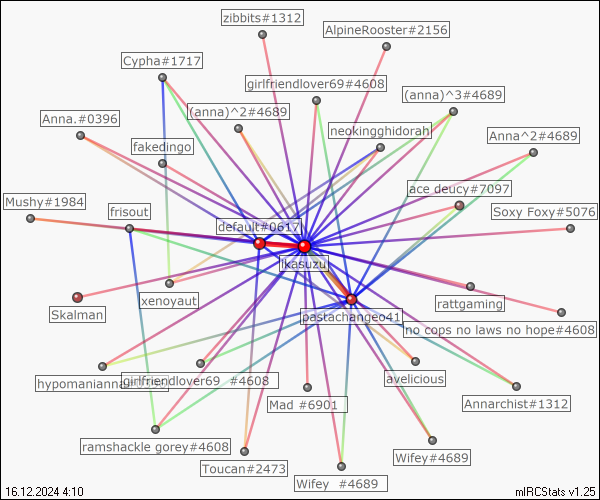 zibbits#1312
AlpineRooster#2156
Cypha#1717
girlfriendlover69#4608
(anna)^3#4689
(anna)^2#4689
Anna.#0396
neokingghidorah
Anna^2#4689
fakedingo
ace deucy#7097
Mushy#1984
frisout
Soxy Foxy#5076
default#0617
ikasuzu
xenoyaut
rattgaming
Skalman
pastachangeo41
no cops no laws no hope#4608
hypomanianna
girlfriendlover69 #4608
avelicious
Mad #6901
Annarchist#1312
ramshackle gorey#4608
Wifey#4689
Toucan#2473
Wifey #4689
16.12.2024 4:10
mIRCStats v1.25